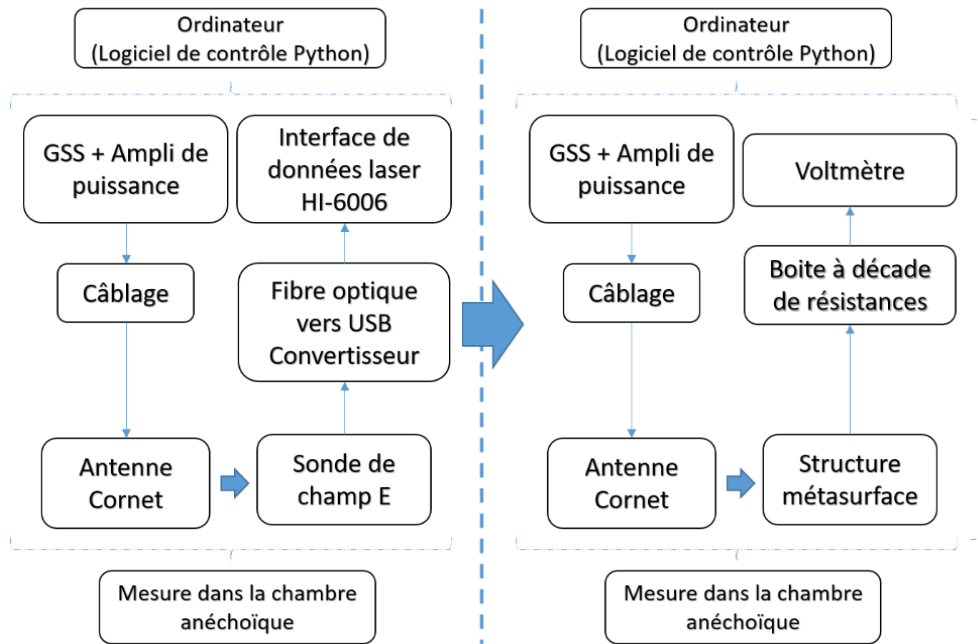 Ordinateur
(Logiciel de contrôle Python)
GSS + Ampli de
puissance
Interface de
données laser
HI-6006
Câblage
Fibre optique
vers USB
Convertisseur
Antenne
Cornet
Sonde de
champ E
Mesure dans la chambre
anéchoïque
Ordinateur
(Logiciel de contrôle Python)
GSS + Ampli de
puissance
Voltmètre
Câblage
Boite à décade
de résistances
Antenne
Cornet
Structure
métasurface
Mesure dans la chambre
anéchoïque